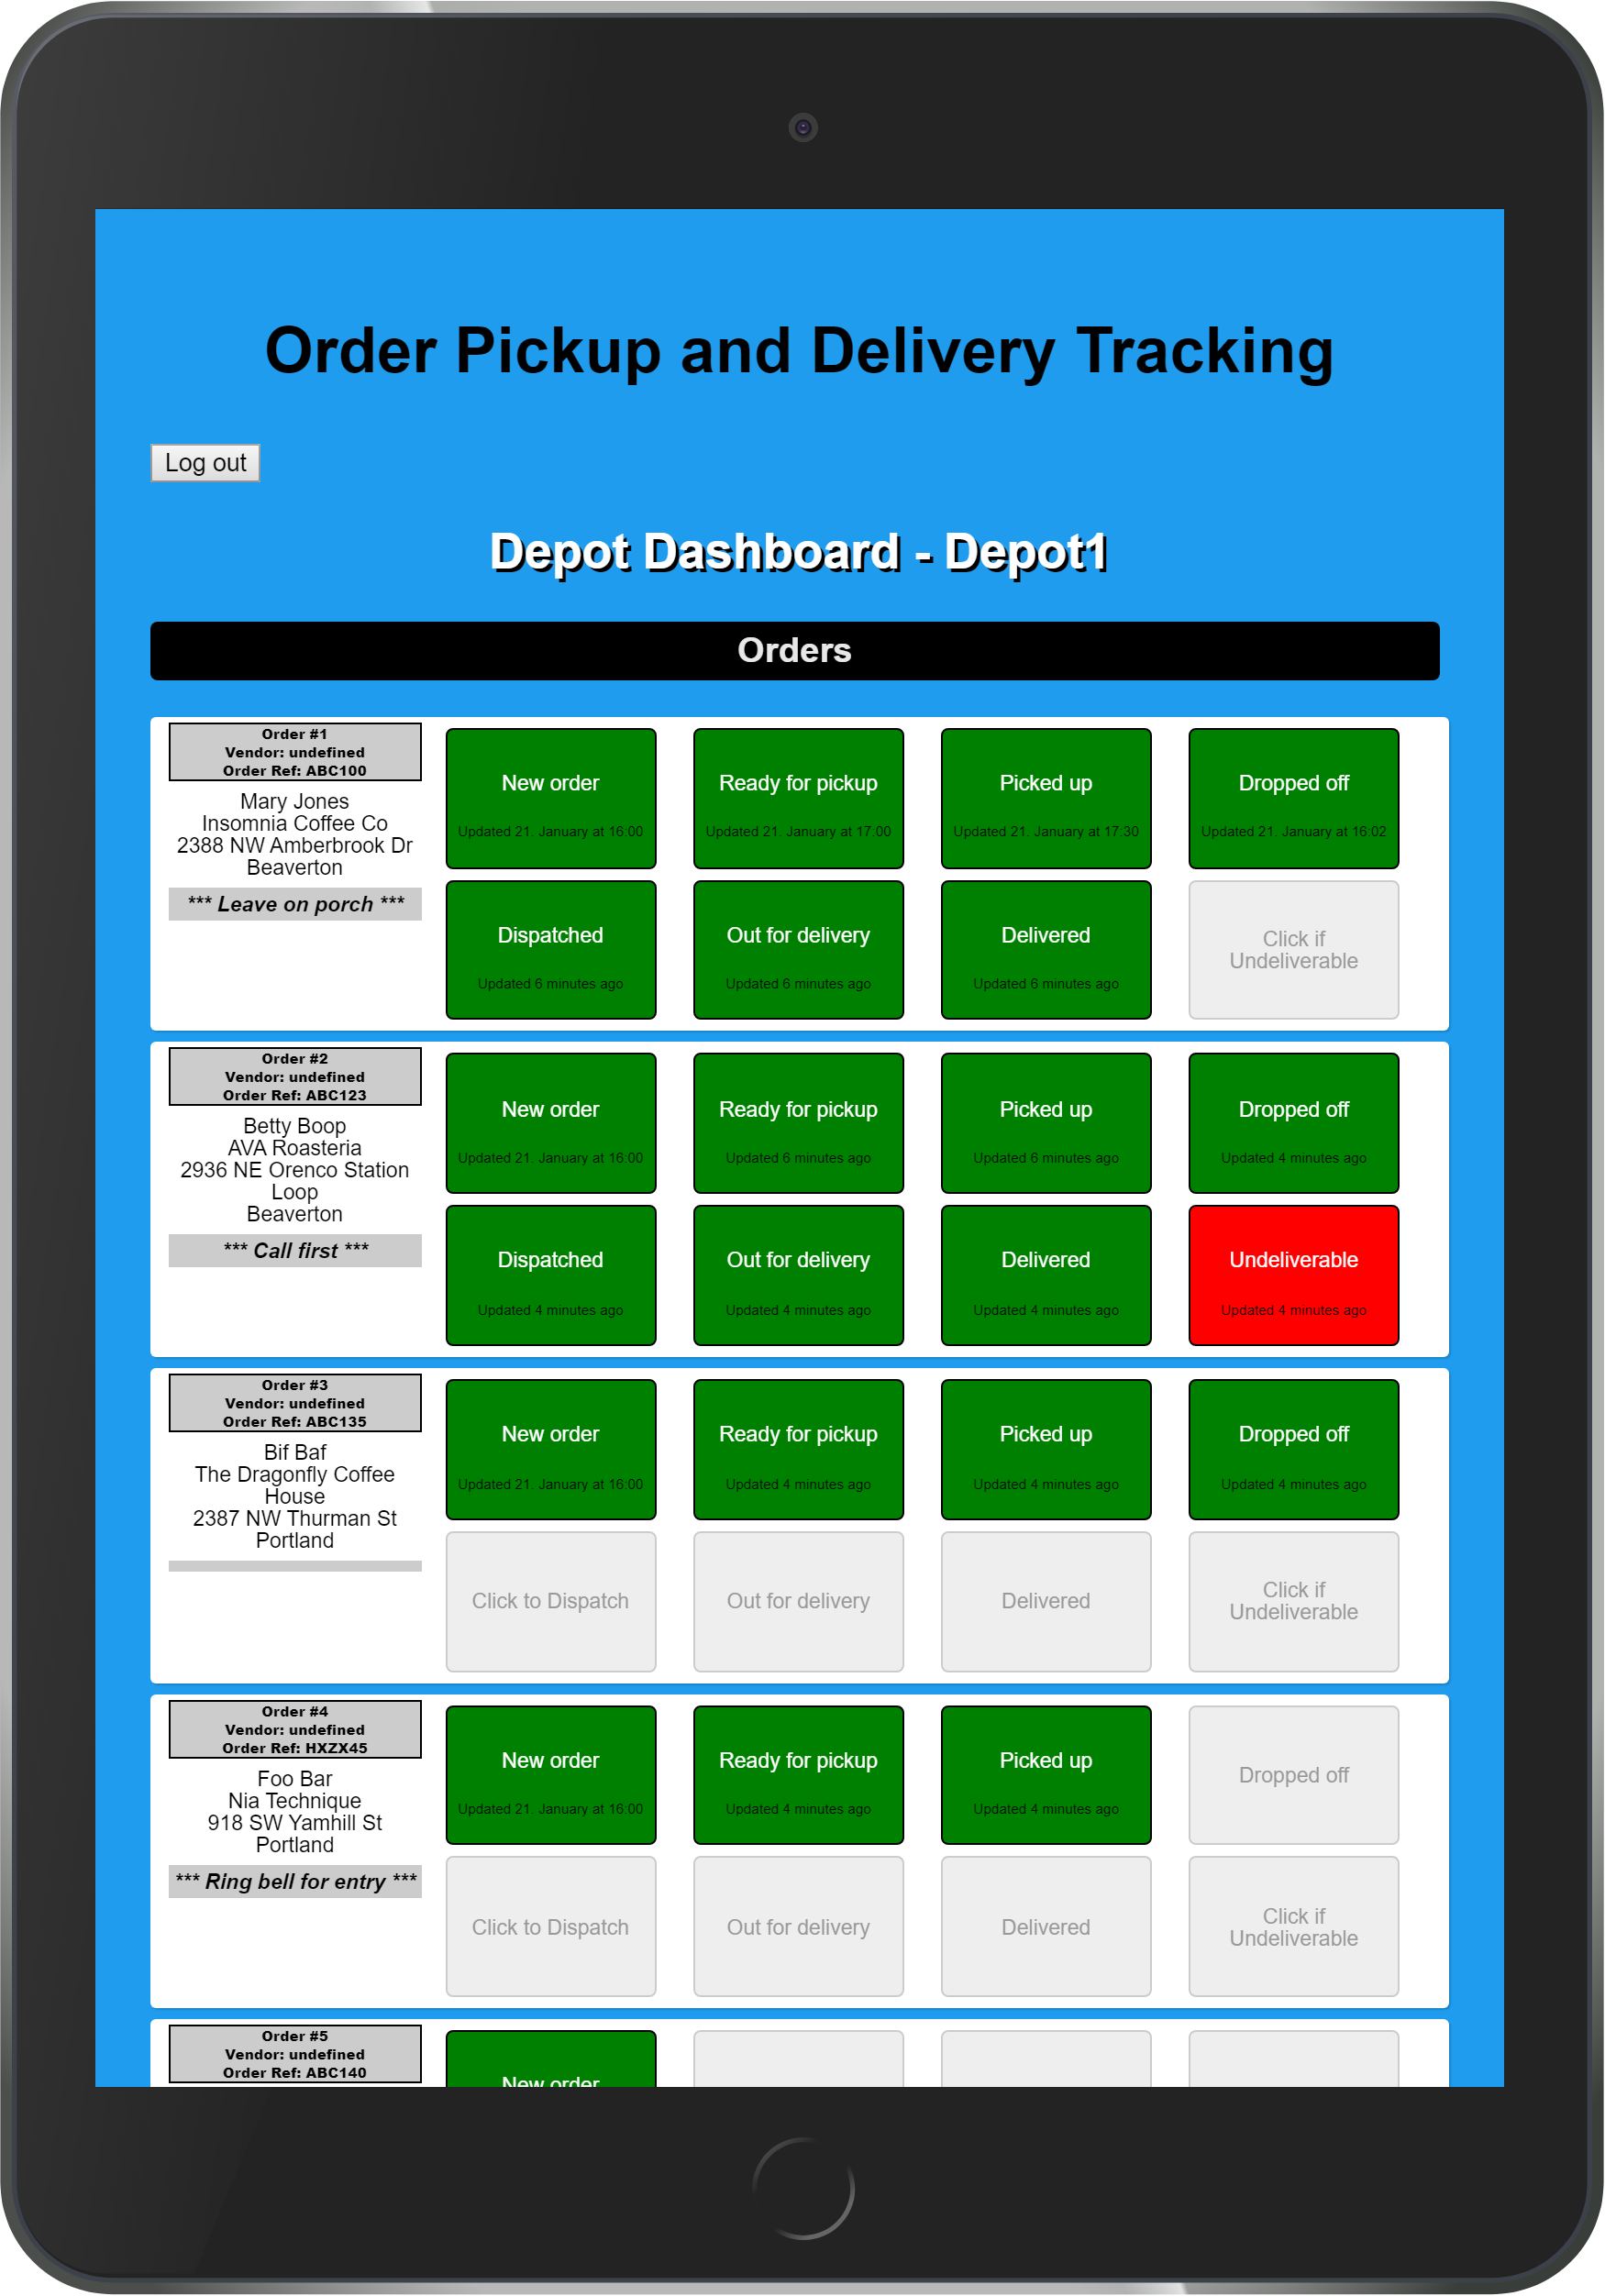 Order Pickup and Delivery Tracking
Log out
Depot Dashboard - Depot1
Orders
Order #1
Vendor: undefined
Order Ref: ABC100
Mary Jones
Insomnia Coffee Co
2388 NW Amberbrook Dr
Beaverton
*** Leave on porch ***
New order
Updated 21. January at 16:00
Ready for pickup
Updated 21. January at 17:00
Picked up
Updated 21. January at 17:30
Dropped off
Updated 21. January at 16:02
Dispatched
Updated 6 minutes ago
Out for delivery
Updated 6 minutes ago
Delivered
Updated 6 minutes ago
Click if
Undeliverable
Order #2
Vendor: undefined
Order Ref: ABC123
Betty Boop
AVA Roasteria
2936 NE Orenco Station
Loop
Beaverton
*** Call first ***
New order
Updated 21. January at 16:00
Ready for pickup
Updated 6 minutes ago
Picked up
Updated 6 minutes ago
Dropped off
Updated 4 minutes ago
Dispatched
Updated 4 minutes ago
Out for delivery
Updated 4 minutes ago
Delivered
Updated 4 minutes ago
Undeliverable
Updated 4 minutes ago
Order #3
Vendor: undefined
Order Ref: ABC135
Bif Baf
The Dragonfly Coffee
House
2387 NW Thurman St
Portland
New order
Updated 21. January at 16:00
Ready for pickup
Updated 4 minutes ago
Picked up
Updated 4 minutes ago
Dropped off
Updated 4 minutes ago
Click to Dispatch
Out for delivery
Delivered
Click if
Undeliverable
Order #4
Vendor: undefined
Order Ref: HXZX45
Foo Bar
Nia Technique
918 SW Yamhill St
Portland
*** Ring bell for entry ***
New order
Updated 21. January at 16:00
Ready for pickup
Updated 4 minutes ago
Picked up
Updated 4 minutes ago
Dropped off
Click to Dispatch
Out for delivery
Delivered
Click if
Undeliverable
Order #5
Vendor: undefined
Order Ref: ABC140
New order